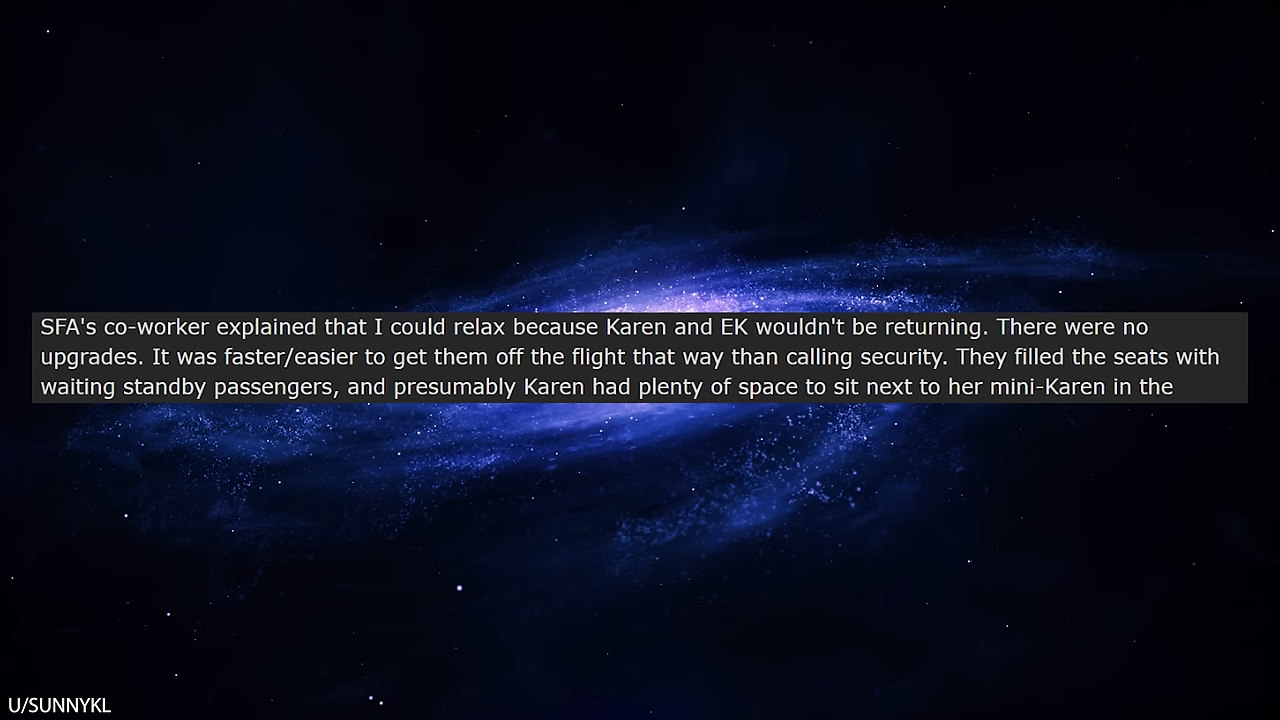 SFA's co-worker explained that I could relax because Karen and EK wouldn't be returning. There were no
upgrades. It was faster/easier to get them off the flight that way than calling security. They filled the seats with
waiting standby passengers, and presumably Karen had plenty of space to sit next to her mini-Karen in the
U/SUNNYKL